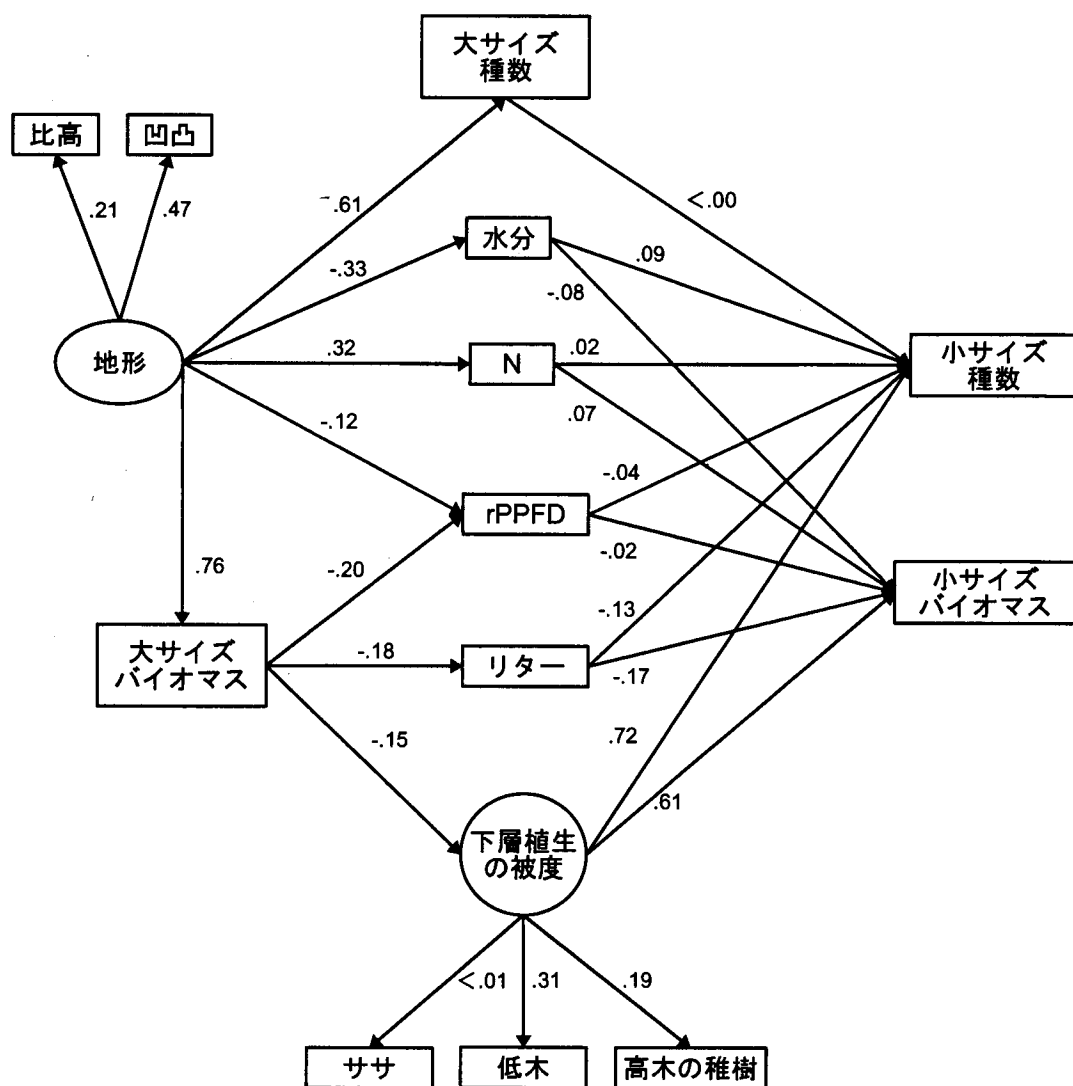 大サイズ
種数
比高
凹凸
.21
.47
-.61
<.00
水分
-.33
.09
-.08
地形
.32
N
.02
小サイズ
種数
.07
-.12
-.04
rPPFD
-.02
.76
-.20
小サイズ
バイオマス
-.13
大サイズ
バイオマス
-.18
リター
-.17
-.15
.72
.61
下層植生
の被度
<.01
.31
.19
ササ
低木
高木の稚樹